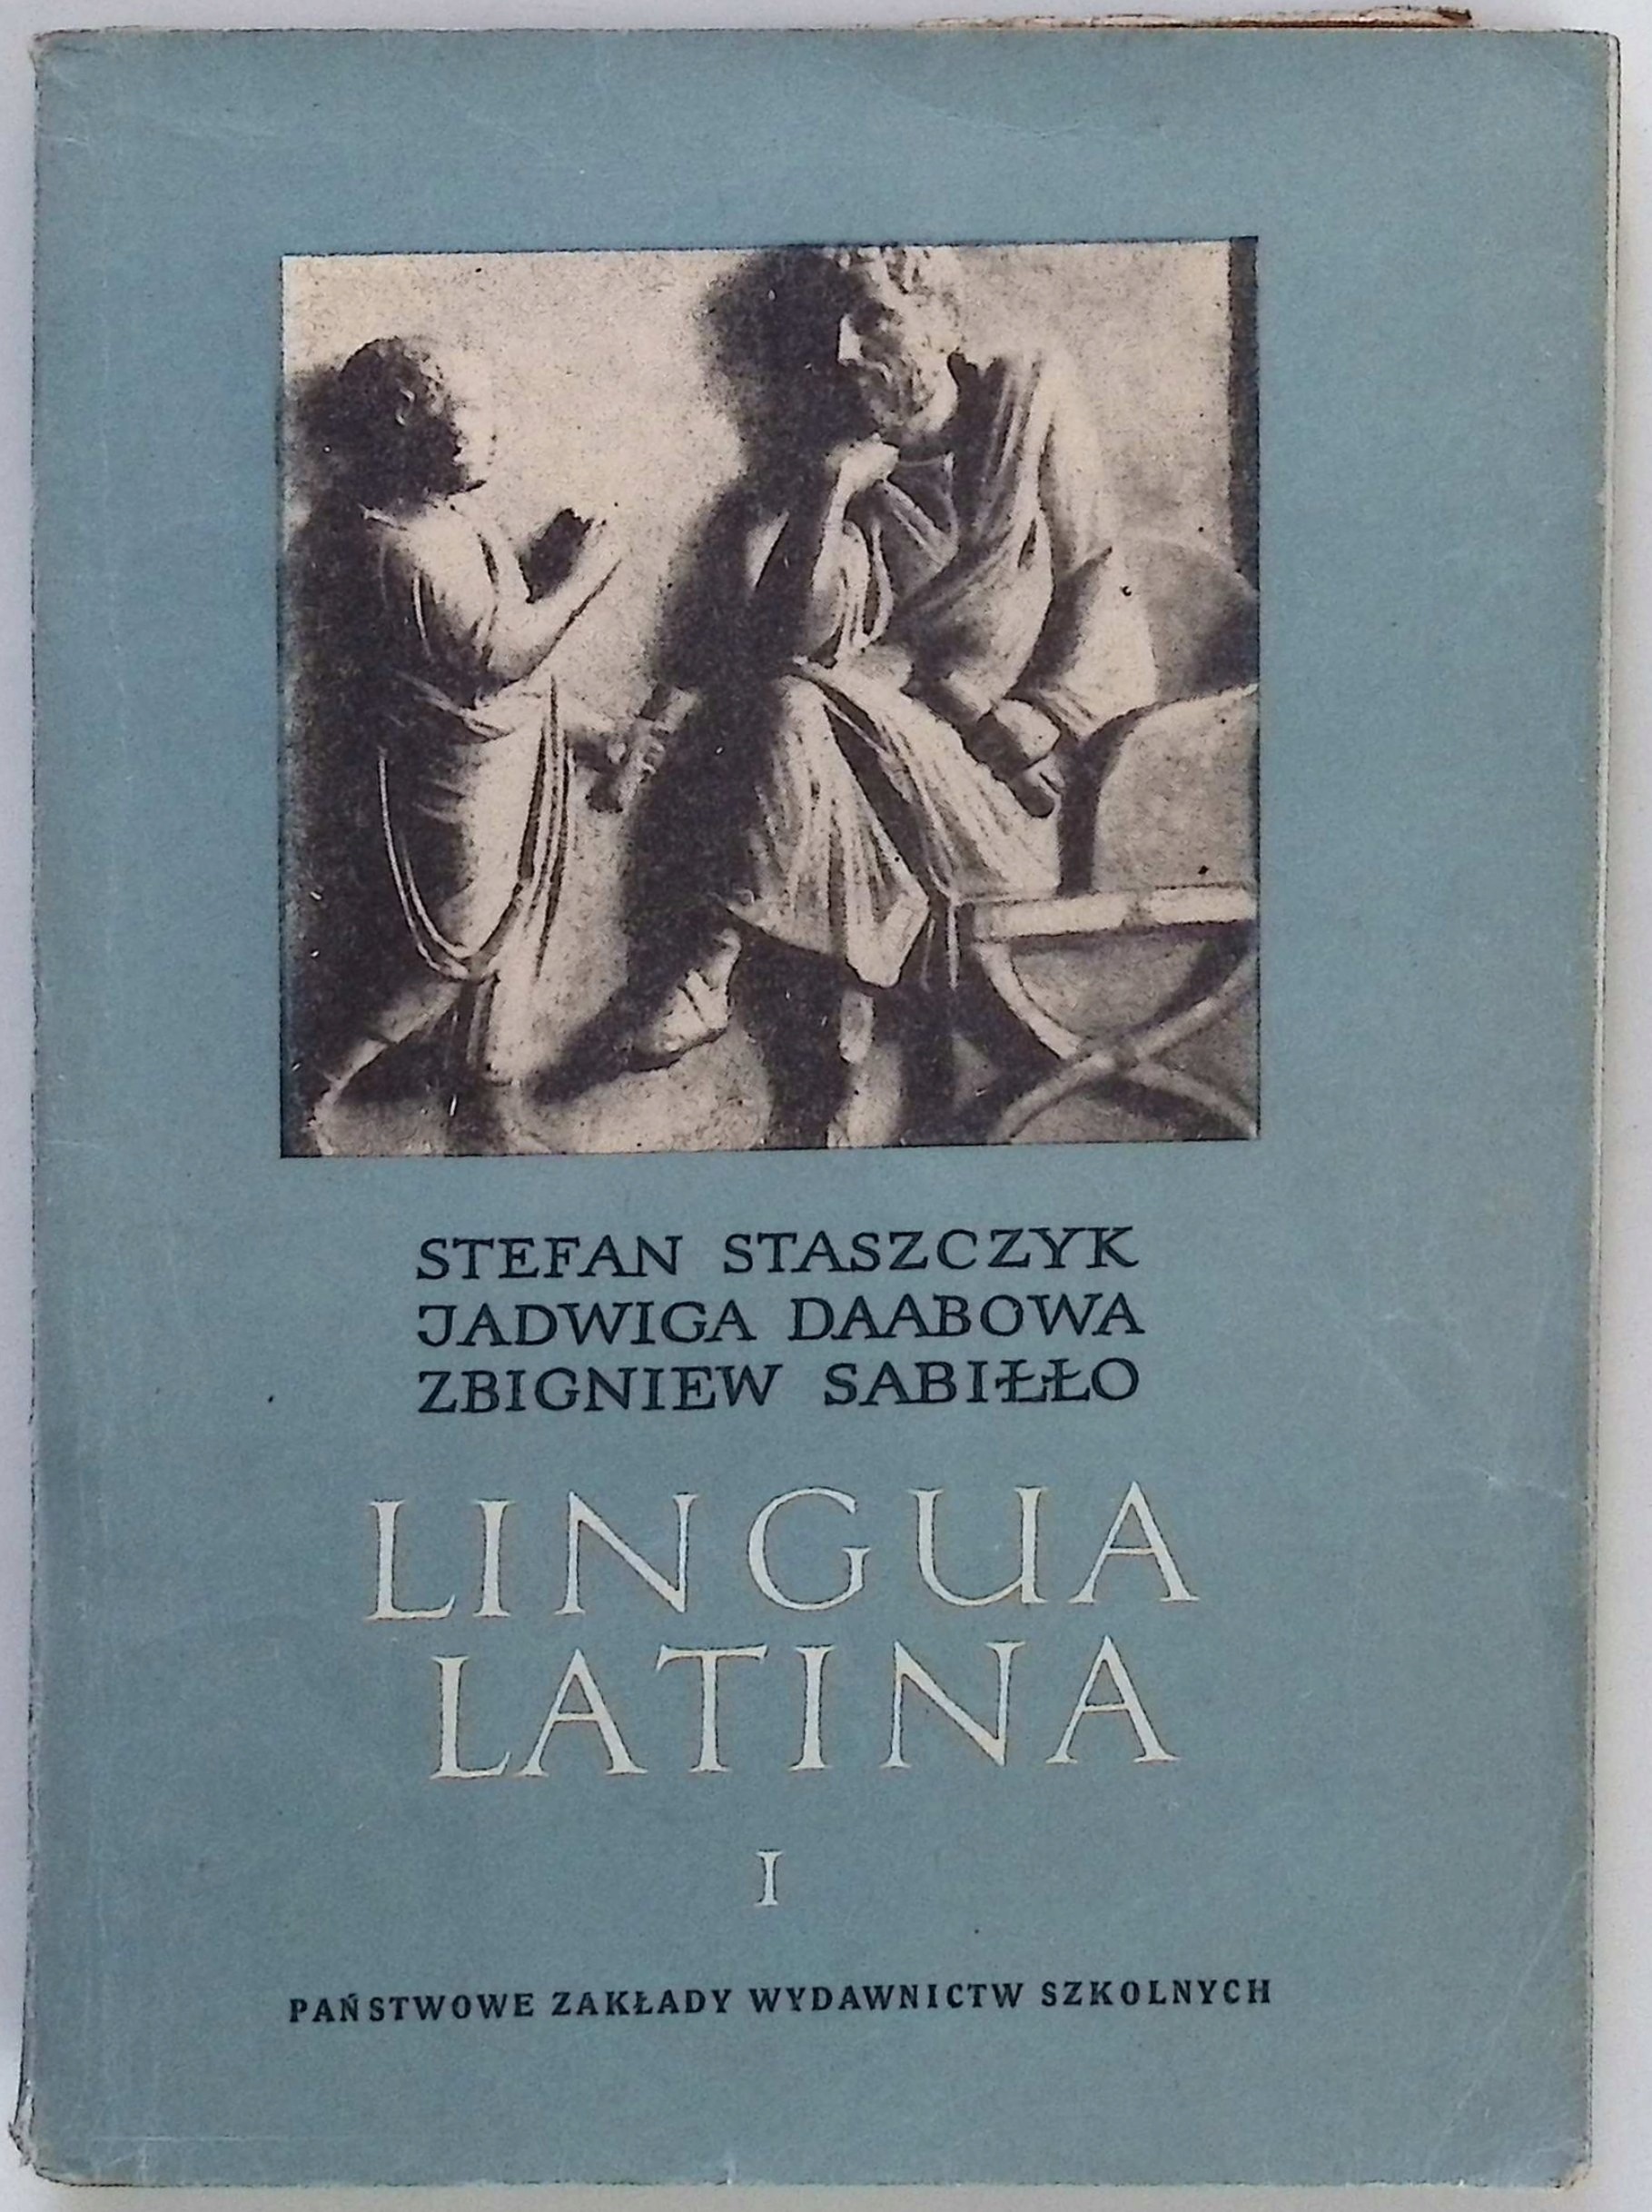 STEFAN STASZCZYK
JADWIGA DAABOWA
ZBIGNIEW SABIŁŁO
LINGUA
LATINA
I
PAŃSTWOWE ZAKŁADY WYDAWNICTW SZKOLNYCH